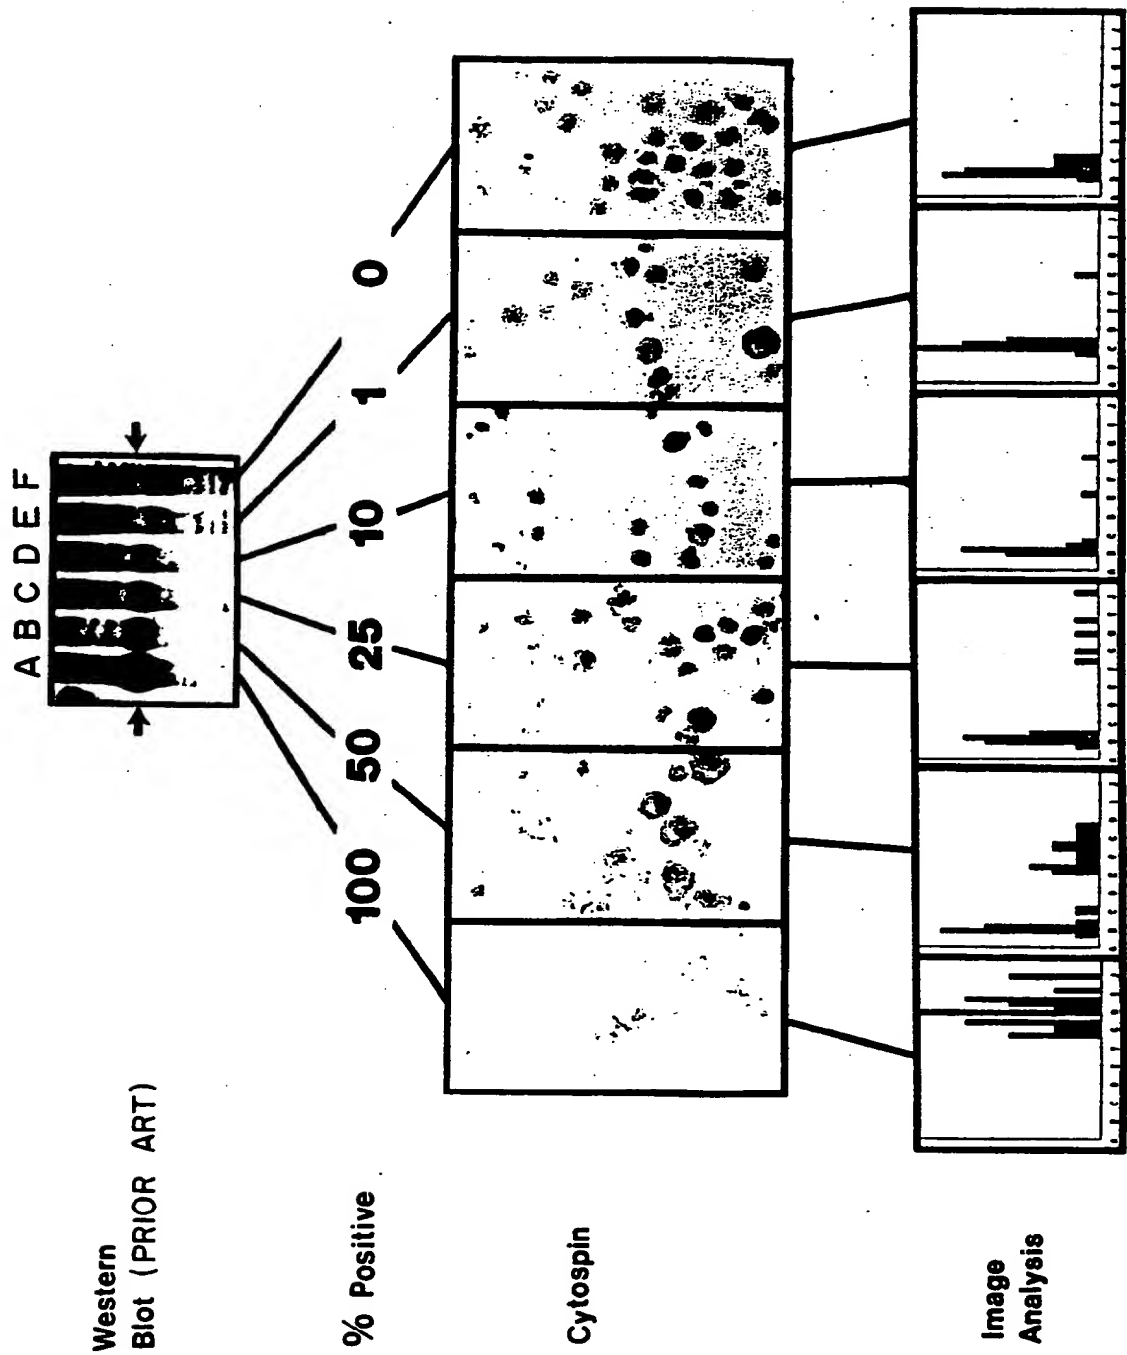 Western
Blot (PRIOR ART)
A B C D E F
% Positive
100 50 25 10 1 0
Cytospin
Image
Analysis